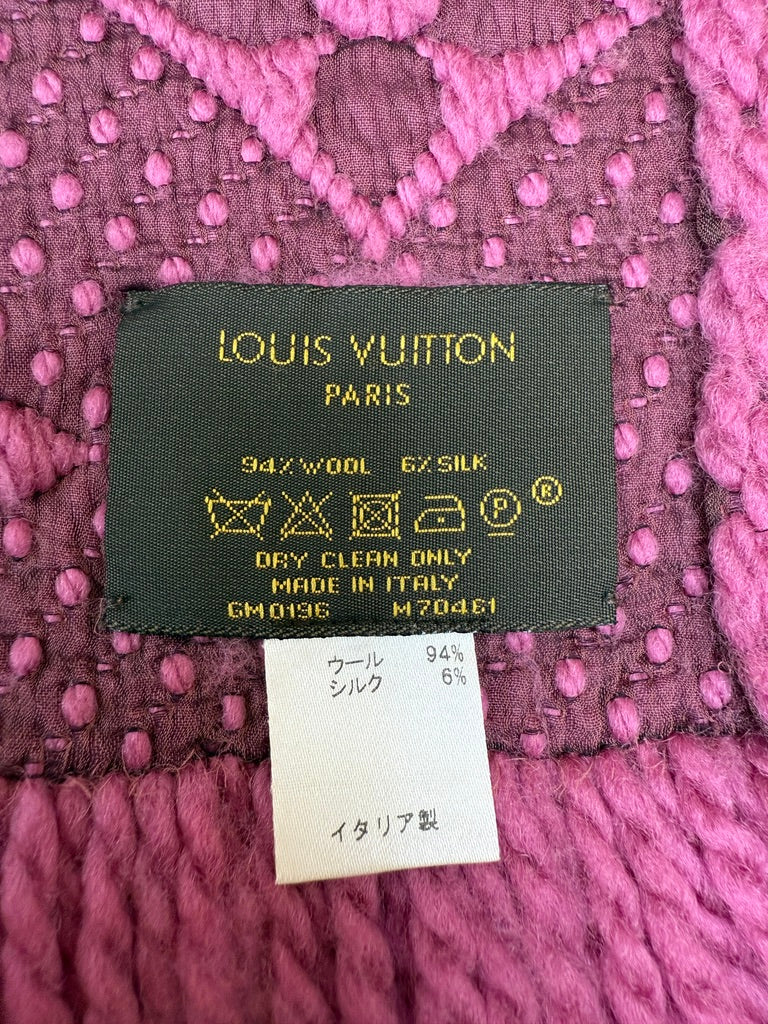 LOUIS VUITTON
PARIS
94% WOOL 6% SILK
P ®
DRY CLEAN ONLY
MADE IN ITALY
GM0196 M70461
ウール 94%
シルク 6%
イタリア製